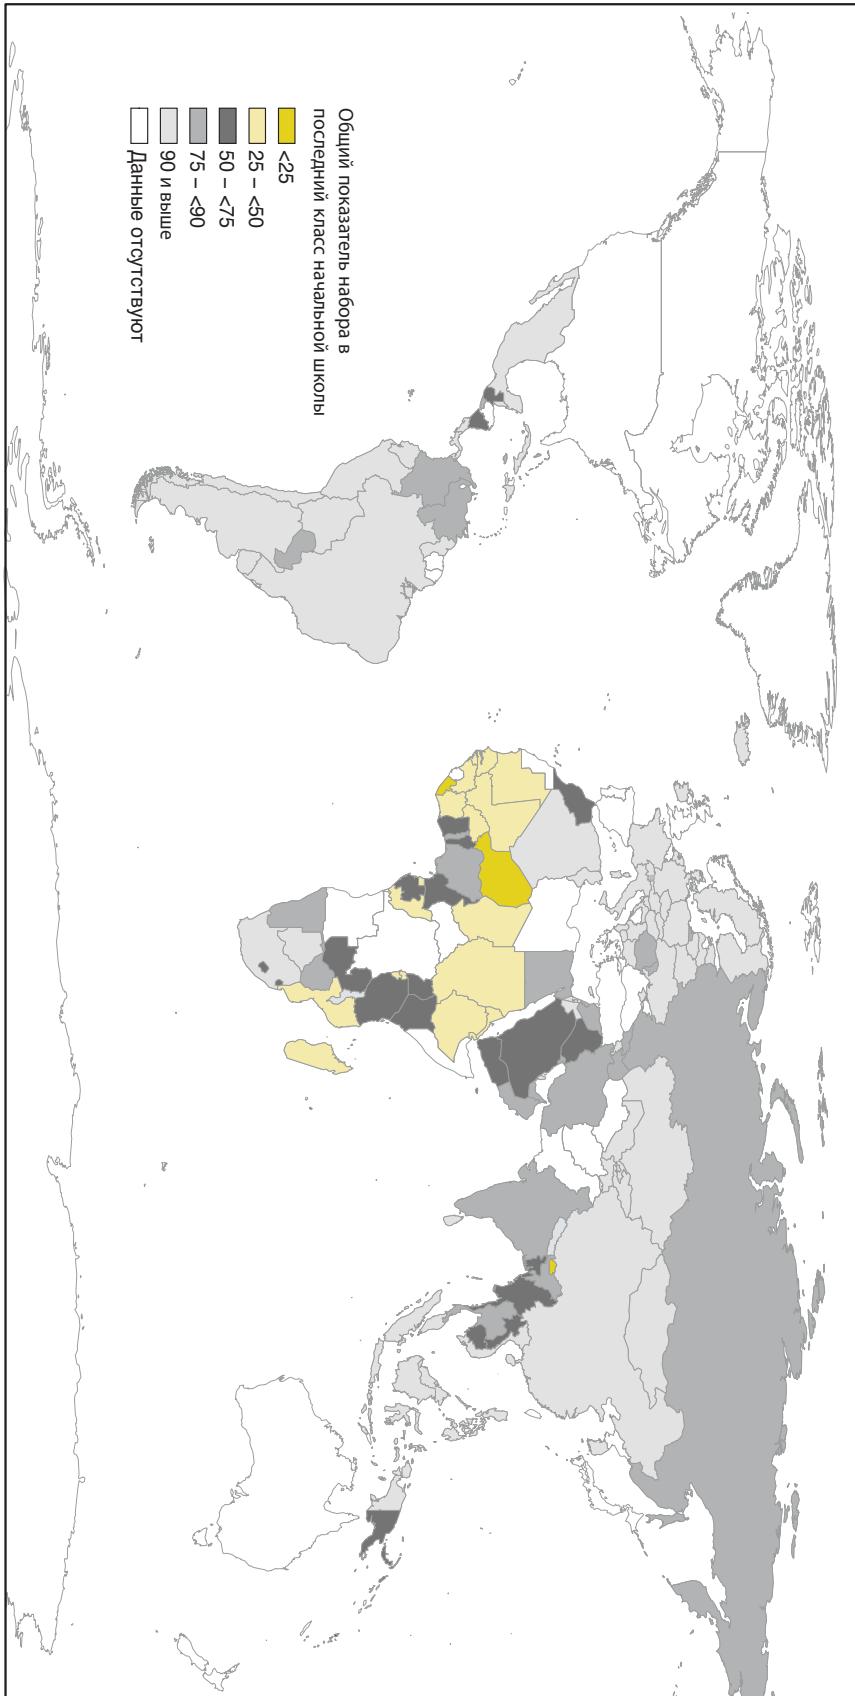 Общий показатель набора в
последний класс начальной школы
<25
25 – <50
50 – <75
75 – <90
90 и выше
Данные отсутствуют